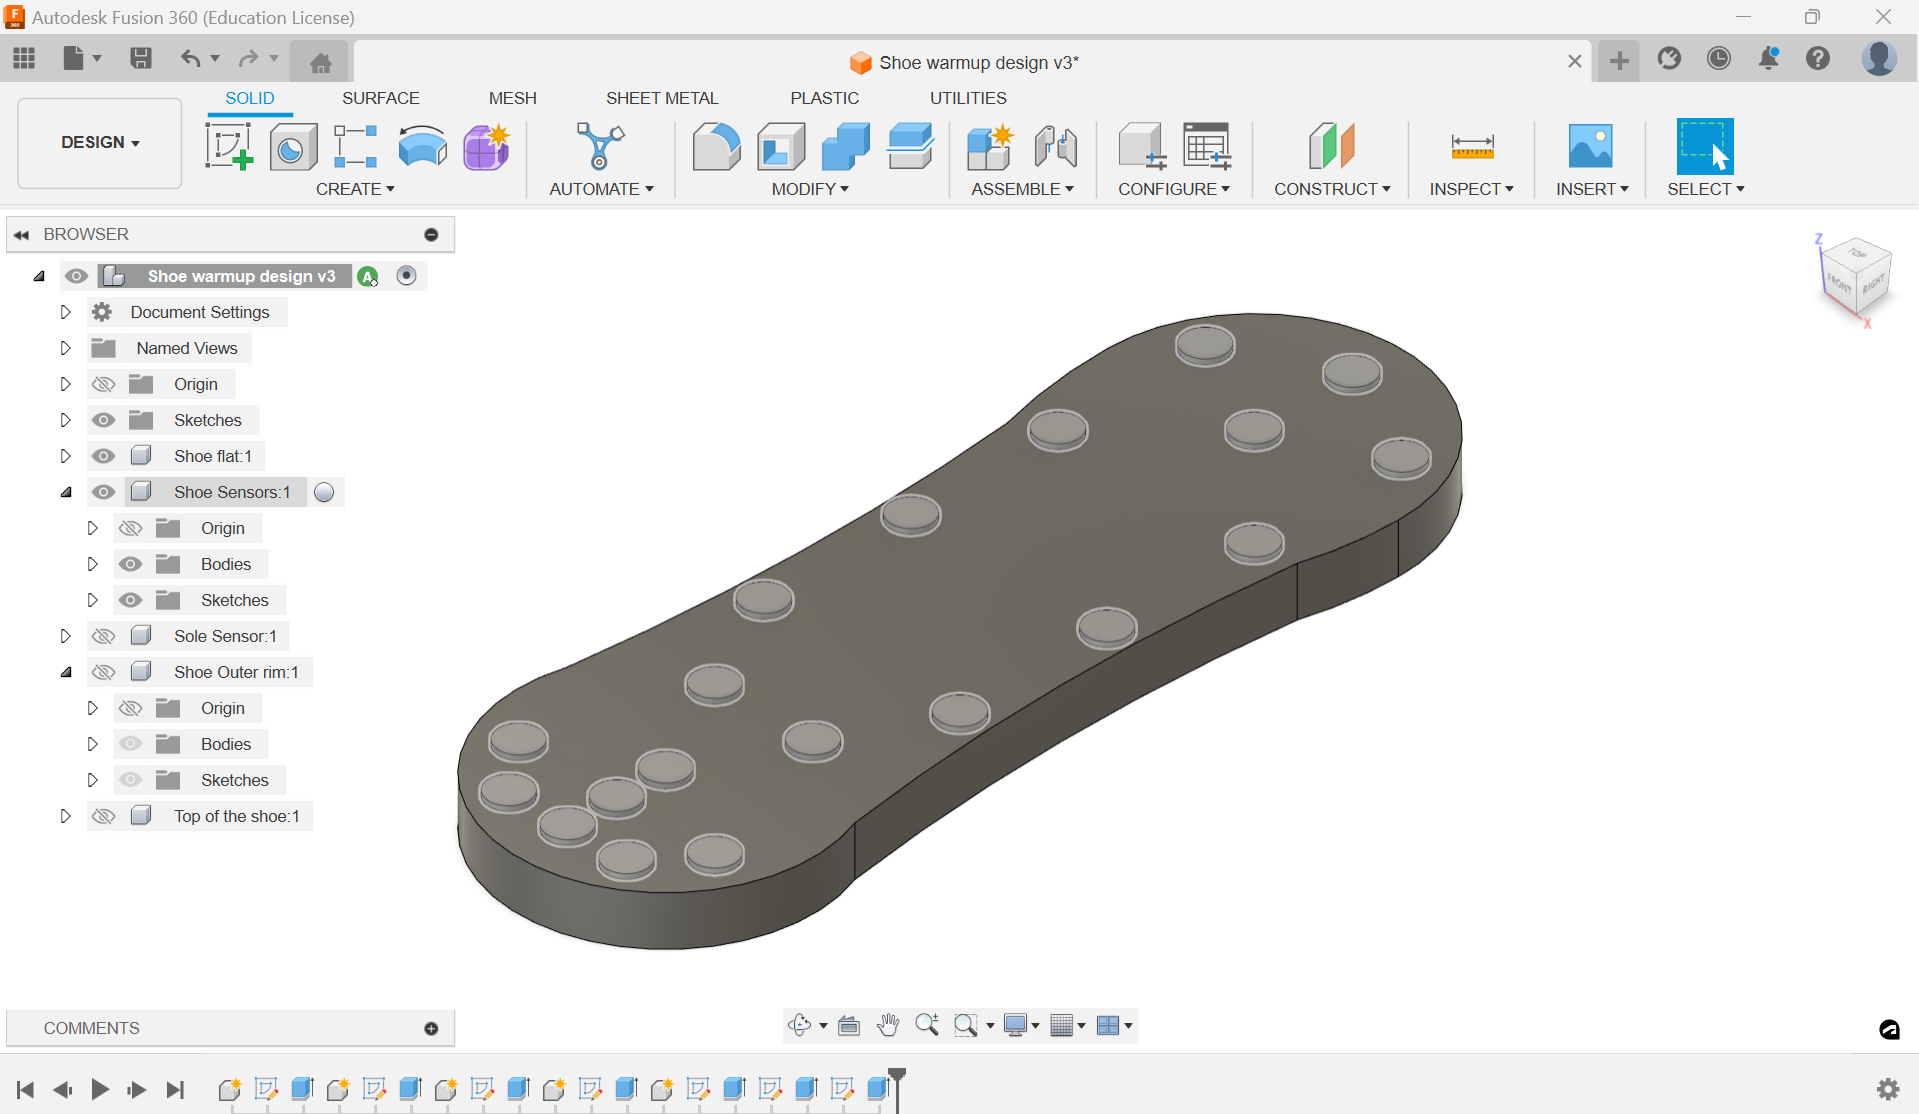 Autodesk Fusion 360 (Education License)
Shoe warmup design v3*
SOLID SURFACE MESH SHEET METAL PLASTIC UTILITIES
DESIGN
CREATE AUTOMATE MODIFY ASSEMBLE CONFIGURE CONSTRUCT INSPECT INSERT SELECT
BROWSER
Shoe warmup design v3
Document Settings
Named Views
Origin
Sketches
Shoe flat:1
Shoe Sensors:1
Origin
Bodies
Sketches
Sole Sensor:1
Shoe Outer rim:1
Origin
Bodies
Sketches
Top of the shoe:1
Z
TOP
FRONT RIGHT
X
COMMENTS